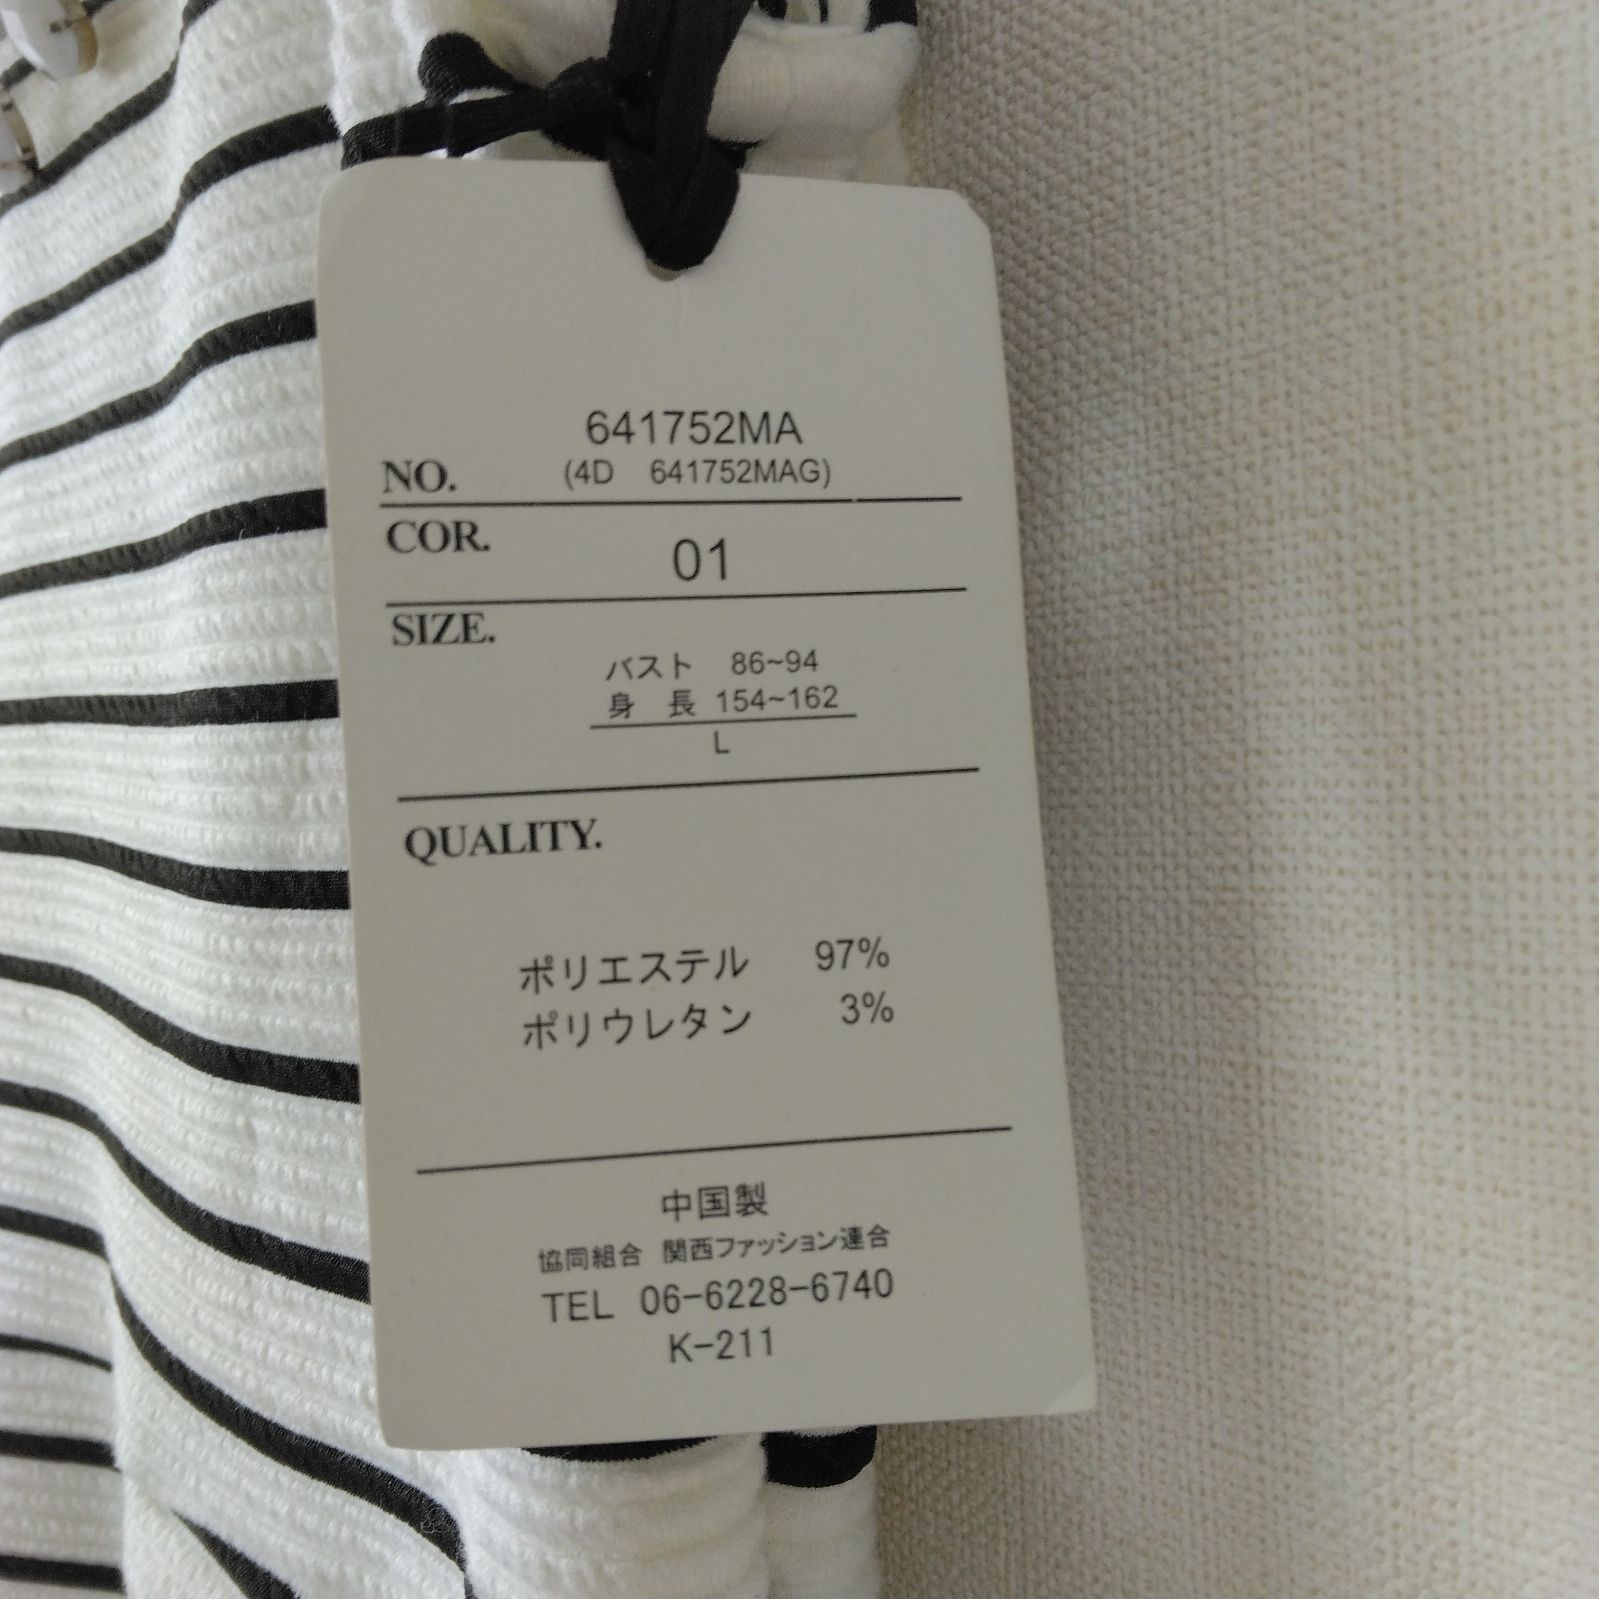 641752MA
NO. (4D 641752MAG)
COR. 01
SIZE.
バスト 86~94
身 長 154~162
L
QUALITY.
ポリエステル 97%
ポリウレタン 3%
中国製
協同組合 関西ファッション連合
TEL 06-6228-6740
K-211